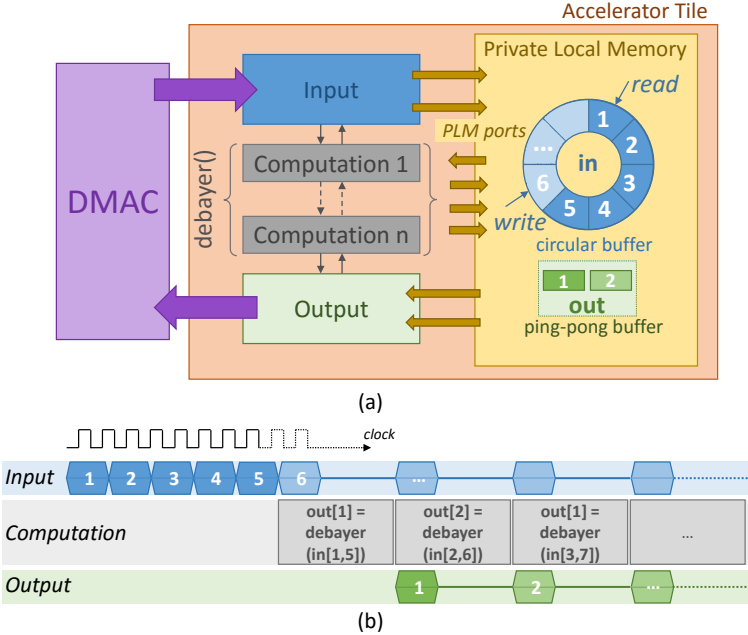 Accelerator Tile
Private Local Memory
Input
read
PLM ports
1
2
...
in
3
6
5
4
write
circular buffer
DMAC
debayer()
Computation 1
Computation n
Output
1
2
out
ping-pong buffer
(a)
clock
Input
1
2
3
4
5
6
...
Computation
out[1] =
debayer
(in[1,5])
out[2] =
debayer
(in[2,6])
out[1] =
debayer
(in[3,7])
...
Output
1
2
...
(b)